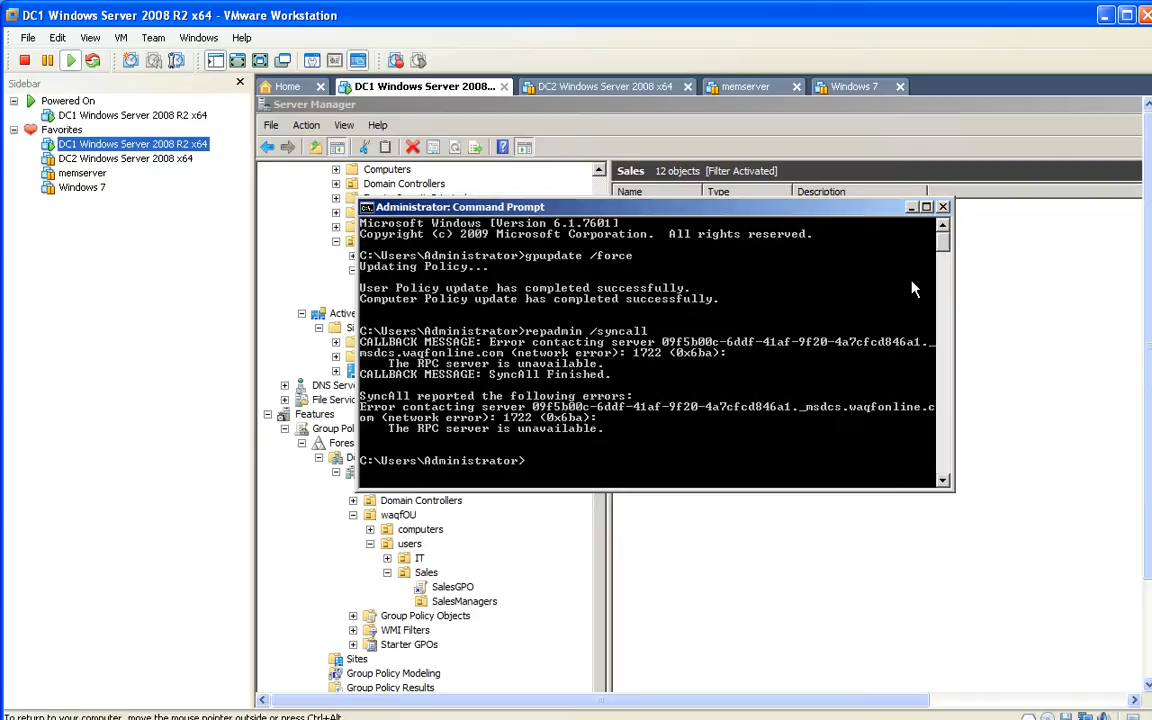 DC1 Windows Server 2008 R2 x64 - VMware Workstation
File Edit View VM Team Windows Help
Sidebar
Powered On
DC1 Windows Server 2008 R2 x64
Favorites
DC1 Windows Server 2008 R2 x64
DC2 Windows Server 2008 x64
memserver
Windows 7
Home
DC1 Windows Server 2008...
DC2 Windows Server 2008 x64
memserver
Windows 7
Server Manager
File Action View Help
Computers
Domain Controllers
Sales 12 objects [Filter Activated]
Name Type Description
Administrator: Command Prompt
Microsoft Windows [Version 6.1.7601]
Copyright (c) 2009 Microsoft Corporation. All rights reserved.
C:\Users\Administrator>gpupdate /force
Updating Policy...
User Policy update has completed successfully.
Computer Policy update has completed successfully.
C:\Users\Administrator>repadmin /syncall
CALLBACK MESSAGE: Error contacting server 09f5b00c-6ddf-41af-9f20-4a7cfcd846a1._
msdcs.waqfonline.com (network error): 1722 (0x6ba):
The RPC server is unavailable.
CALLBACK MESSAGE: SyncAll Finished.
SyncAll reported the following errors:
Error contacting server 09f5b00c-6ddf-41af-9f20-4a7cfcd846a1._msdcs.waqfonline.c
om (network error): 1722 (0x6ba):
The RPC server is unavailable.
C:\Users\Administrator>
Active
Si
DNS Serve
File Servic
Features
Group Pol
Fores
Do
Domain Controllers
waqfOU
computers
users
IT
Sales
SalesGPO
SalesManagers
Group Policy Objects
WMI Filters
Starter GPOs
Sites
Group Policy Modeling
Group Policy Results
To return to your computer, move the mouse pointer outside or press Ctrl+Alt.